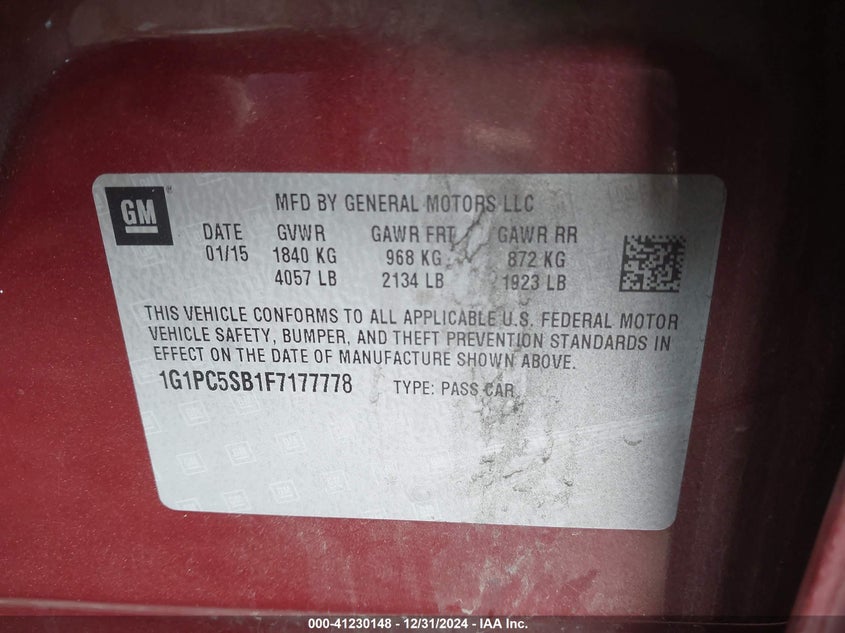 GM
MFD BY GENERAL MOTORS LLC
DATE GVWR GAWR FRT GAWR RR
01/15 1840 KG 968 KG 872 KG
4057 LB 2134 LB 1923 LB
THIS VEHICLE CONFORMS TO ALL APPLICABLE U.S. FEDERAL MOTOR
VEHICLE SAFETY, BUMPER, AND THEFT PREVENTION STANDARDS IN
EFFECT ON THE DATE OF MANUFACTURE SHOWN ABOVE.
1G1PC5SB1F7177778 TYPE: PASS CAR
000-41230148 - 12/31/2024 - IAA Inc.